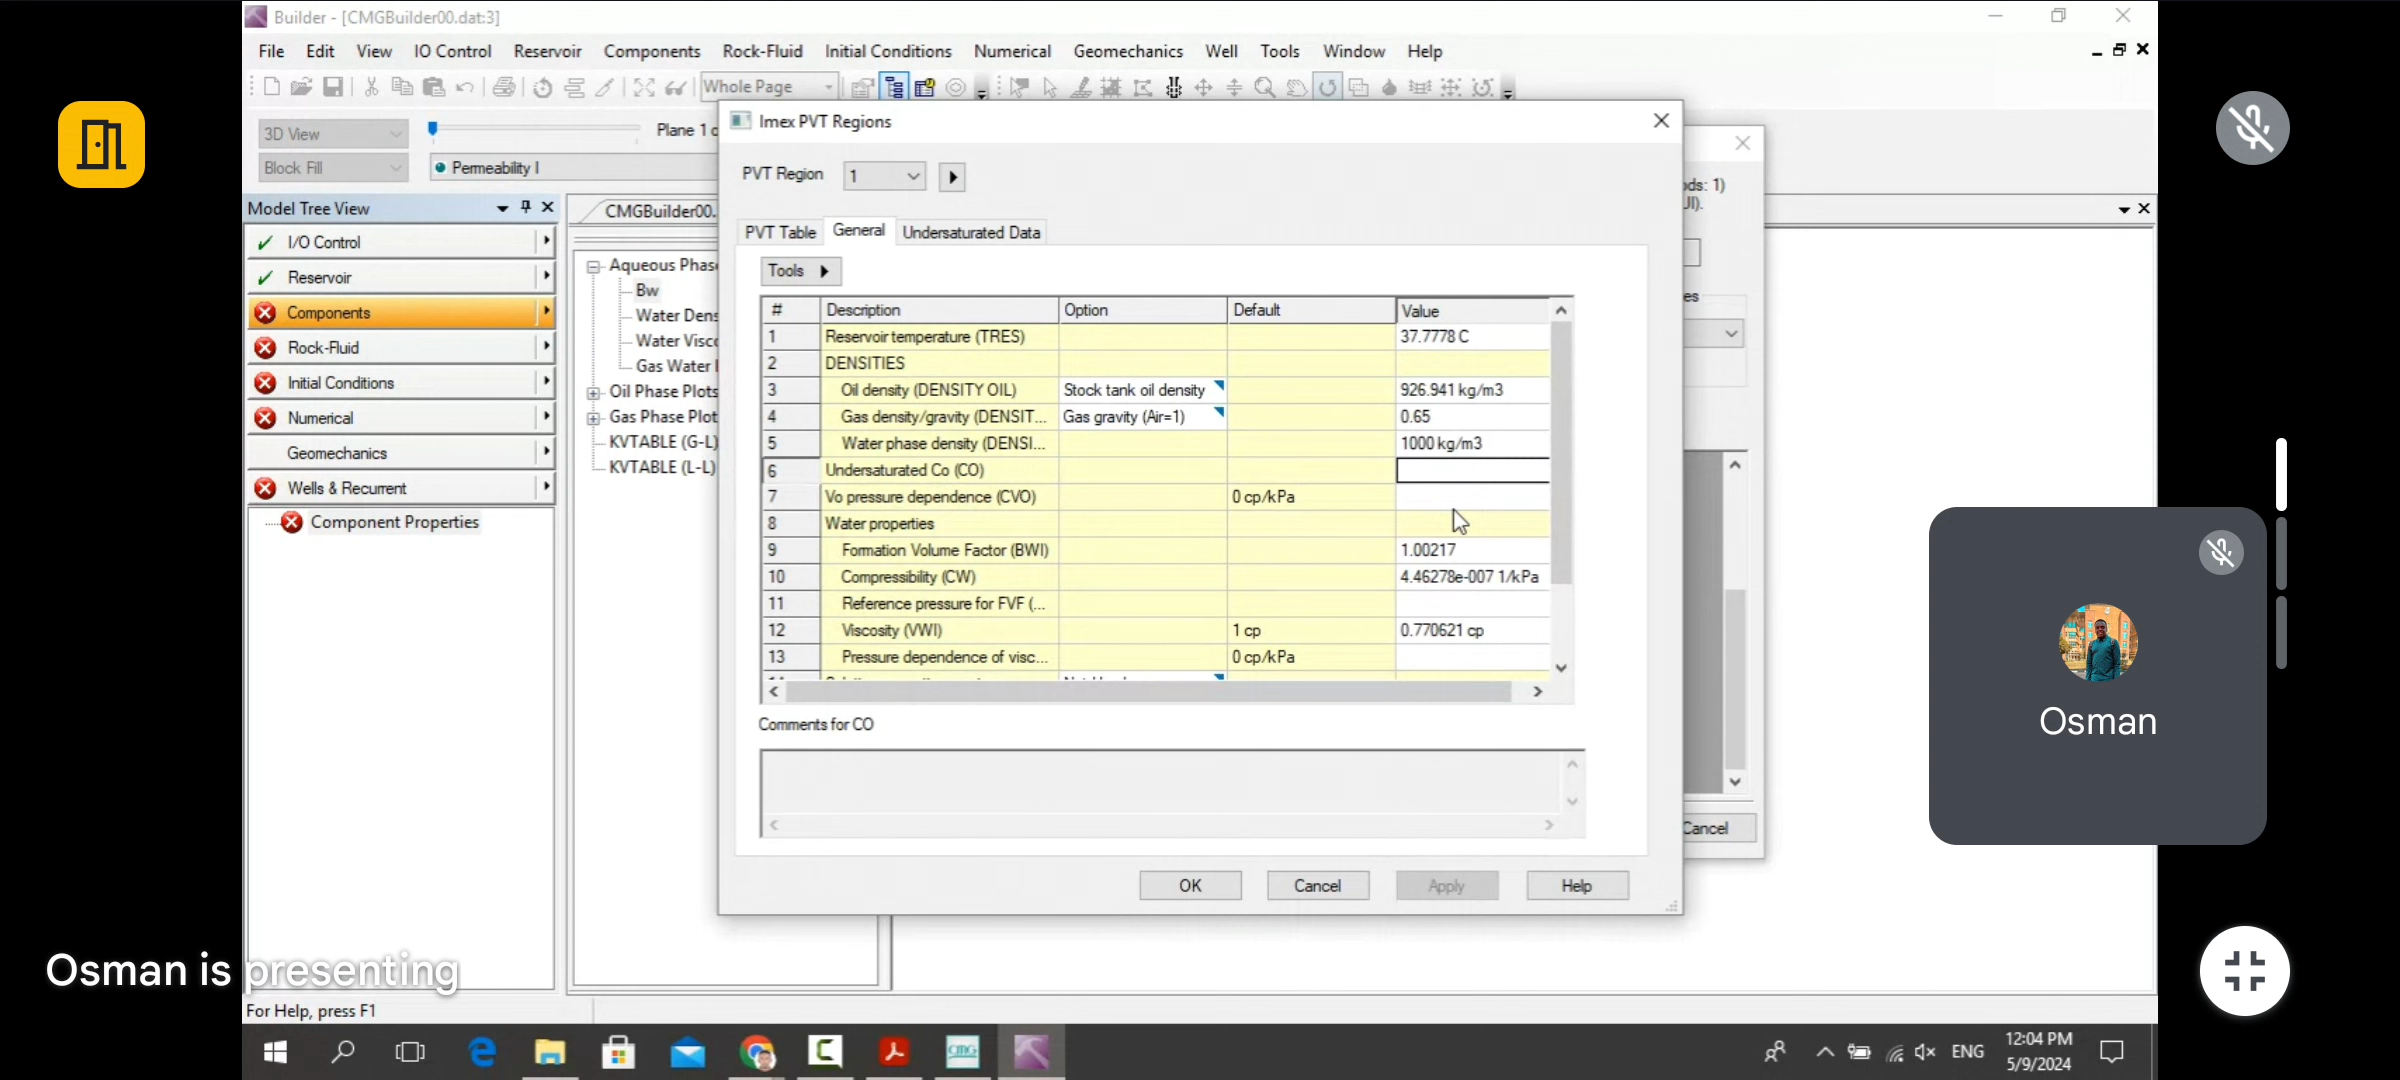 Builder - [CMGBuilder00.dat:3]
File Edit View IO Control Reservoir Components Rock-Fluid Initial Conditions Numerical Geomechanics Well Tools Window Help
Whole Page
3D View
Plane 1 o
Block Fill
Permeability I
Model Tree View
I/O Control
Reservoir
Components
Rock-Fluid
Initial Conditions
Numerical
Geomechanics
Wells & Recurrent
Component Properties
CMGBuilder00.
Aqueous Phase
Bw
Water Dens
Water Visco
Gas Water
Oil Phase Plots
Gas Phase Plot
KVTABLE (G-L)
KVTABLE (L-L)
Imex PVT Regions
PVT Region 1
PVT Table General Undersaturated Data
Tools
# Description Option Default Value
1 Reservoir temperature (TRES) 37.7778 C
2 DENSITIES
3 Oil density (DENSITY OIL) Stock tank oil density 926.941 kg/m3
4 Gas density/gravity (DENSIT... Gas gravity (Air=1) 0.65
5 Water phase density (DENSI... 1000 kg/m3
6 Undersaturated Co (CO)
7 Vo pressure dependence (CVO) 0 cp/kPa
8 Water properties
9 Formation Volume Factor (BWI) 1.00217
10 Compressibility (CW) 4.46278e-007 1/kPa
11 Reference pressure for FVF (...
12 Viscosity (VWI) 1 cp 0.770621 cp
13 Pressure dependence of visc... 0 cp/kPa
Comments for CO
OK Cancel Apply Help
ods: 1)
UI).
es
Cancel
Osman
Osman is presenting
For Help, press F1
CMG
ENG
12:04 PM
5/9/2024